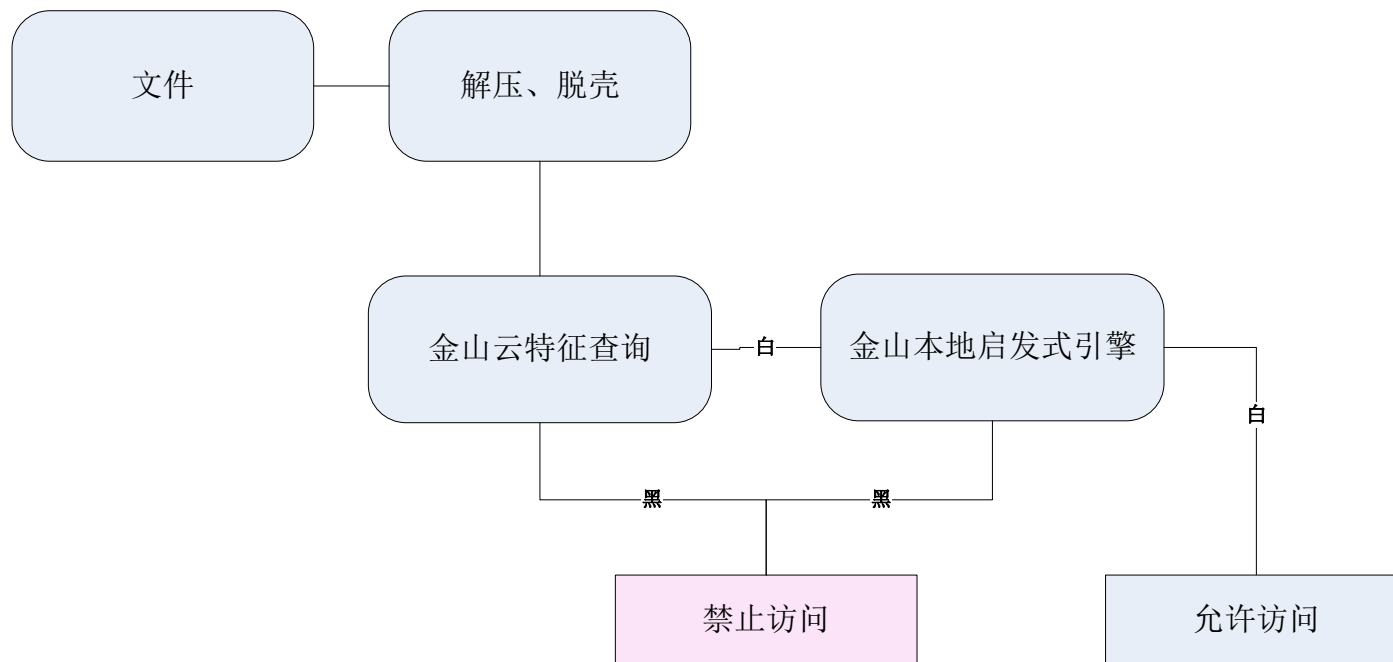 文件
解压、脱壳
金山云特征查询
白
金山本地启发式引擎
白
黑
黑
禁止访问
允许访问